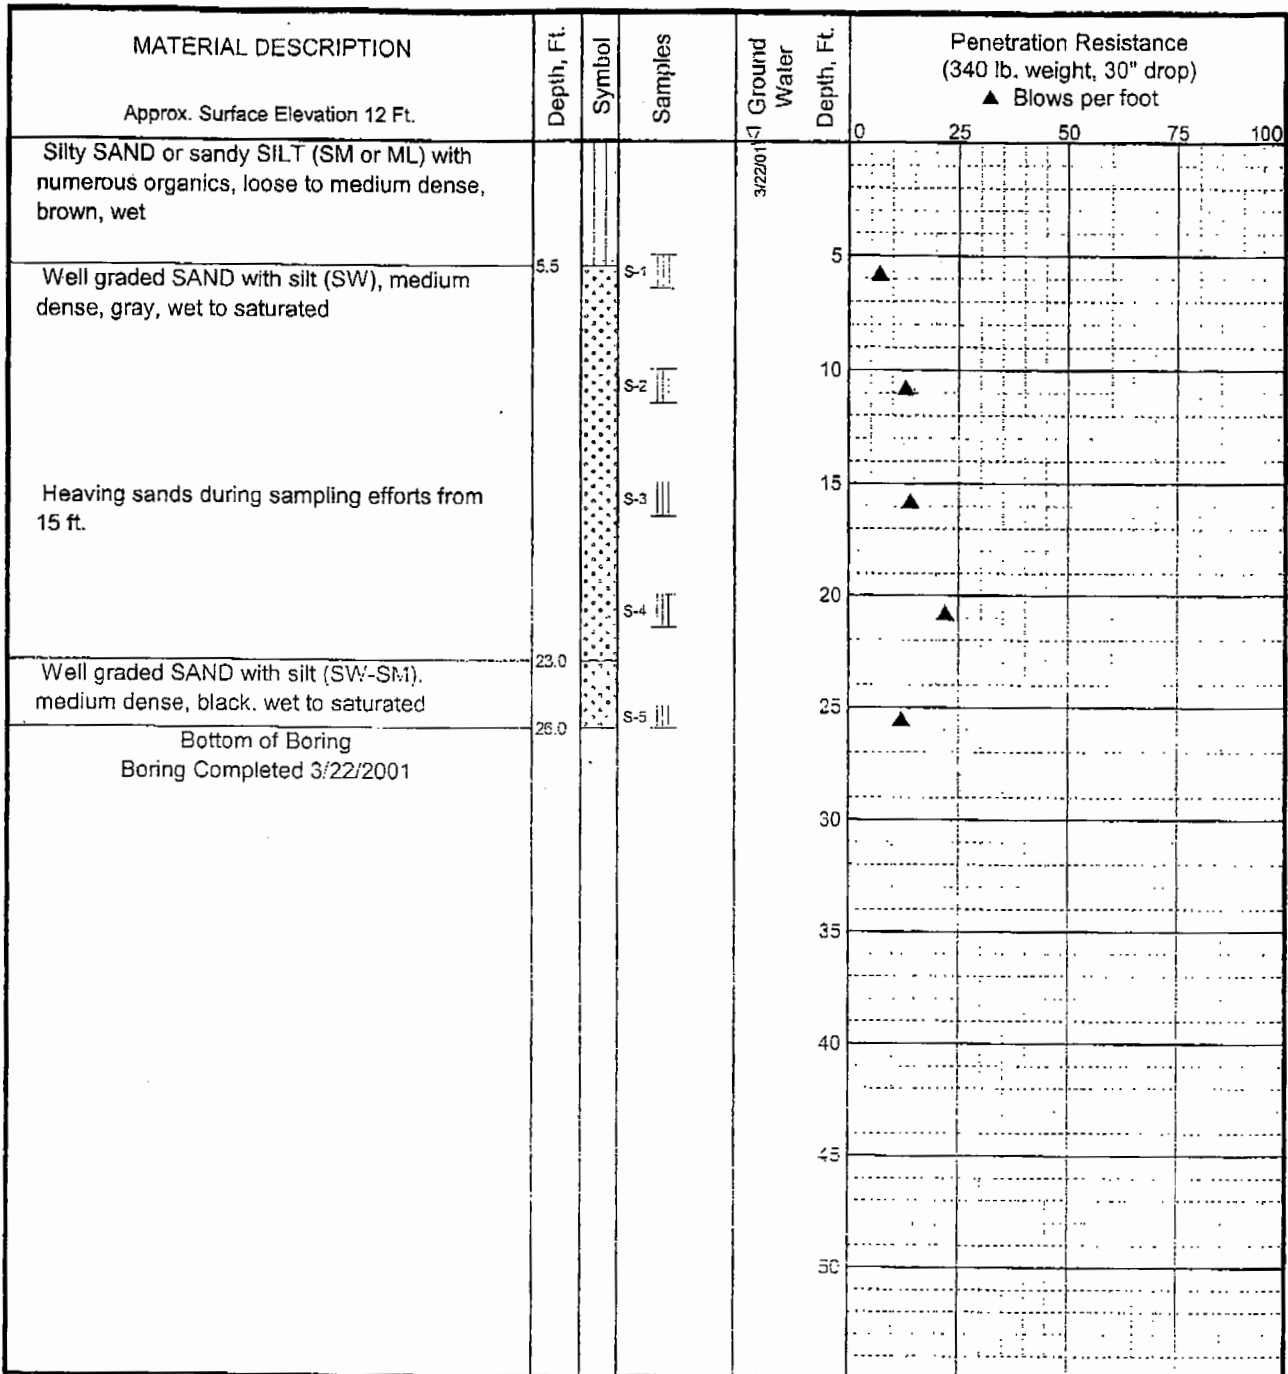 MATERIAL DESCRIPTION
Approx. Surface Elevation 12 Ft.
Depth, Ft.
Symbol
Samples
Ground
Water
Depth, Ft.
Penetration Resistance
(340 lb. weight, 30" drop)
▲ Blows per foot
0 25 50 75 100
3/22/01
Silty SAND or sandy SILT (SM or ML) with
numerous organics, loose to medium dense,
brown, wet
5.5
Well graded SAND with silt (SW), medium
dense, gray, wet to saturated
S-1
5
S-2
10
Heaving sands during sampling efforts from
15 ft.
S-3
15
S-4
20
23.0
Well graded SAND with silt (SW-SM).
medium dense, black. wet to saturated
S-5
25
26.0
Bottom of Boring
Boring Completed 3/22/2001
30
35
40
45
50